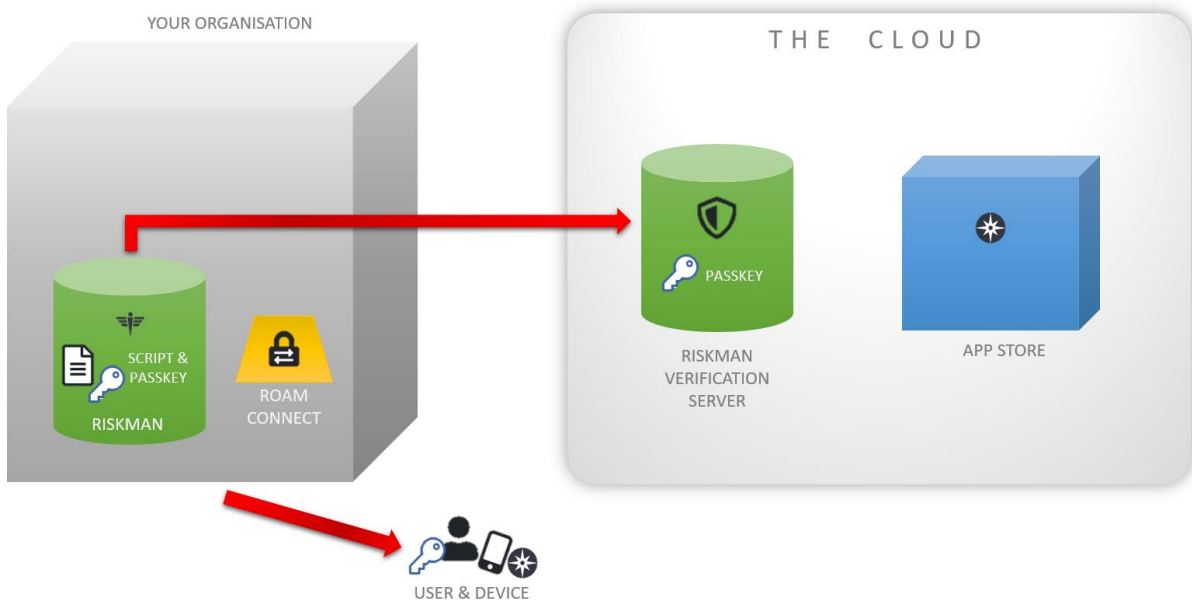 YOUR ORGANISATION
THE CLOUD
PASSKEY
SCRIPT &
PASSKEY
RISKMAN
ROAM
CONNECT
RISKMAN
VERIFICATION
SERVER
APP STORE
USER & DEVICE